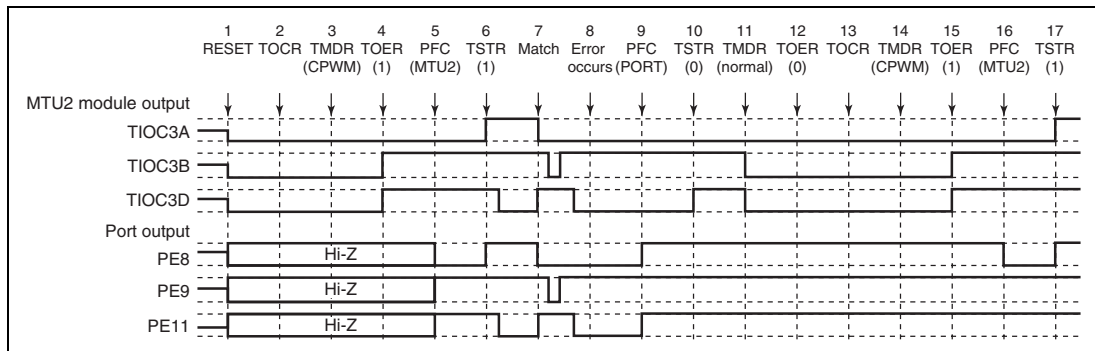 1 2 3 4 5 6 7 8 9 10 11 12 13 14 15 16 17
RESET TOCR TMDR TOER PFC TSTR Match Error PFC TSTR TMDR TOER TOCR TMDR TOER PFC TSTR
(CPWM) (1) (MTU2) (1) occurs (PORT) (0) (normal) (0) (CPWM) (1) (MTU2) (1)
MTU2 module output
TIOC3A
TIOC3B
TIOC3D
Port output
PE8 Hi-Z
PE9 Hi-Z
PE11 Hi-Z